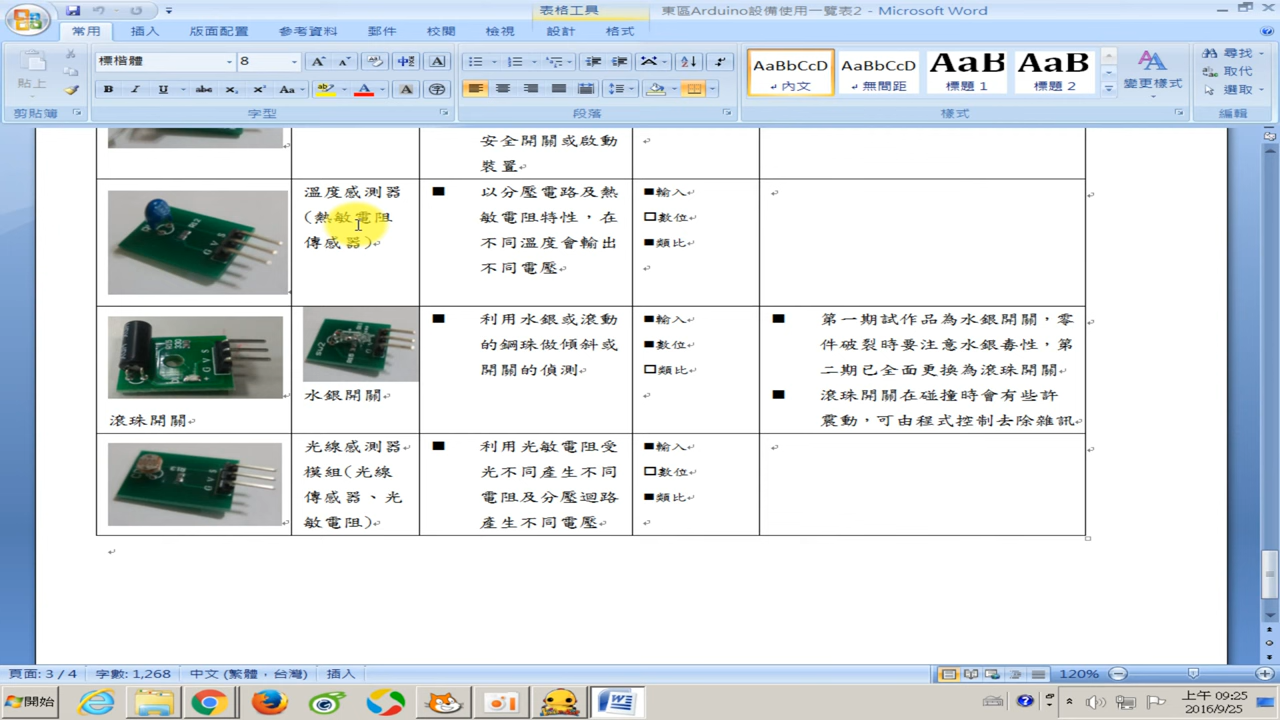 東區Arduino設備使用一覽表2 - Microsoft Word
表格工具
常用 插入 版面配置 參考資料 郵件 校閱 檢視 設計 格式
貼上
標楷體 8
AaBbCcD AaBbCcD AaBb AaBb
內文 無間距 標題 1 標題 2
變更樣式
尋找
取代
選取
剪貼簿 字型 段落 樣式 編輯
安全開關或啟動
裝置
溫度感測器
(熱敏電阻
傳感器)
■ 以分壓電路及熱
敏電阻特性，在
不同溫度會輸出
不同電壓
■輸入
□數位
■類比
滾珠開關
水銀開關
■ 利用水銀或滾動
的鋼珠做傾斜或
開關的偵測
■輸入
■數位
□類比
■ 第一期試作品為水銀開關，零
件破裂時要注意水銀毒性，第
二期已全面更換為滾珠開關
■ 滾珠開關在碰撞時會有些許
震動，可由程式控制去除雜訊
光線感測器
模組(光線
傳感器、光
敏電阻)
■ 利用光敏電阻受
光不同產生不同
電阻及分壓迴路
產生不同電壓
■輸入
□數位
■類比
頁面: 3 / 4 字數: 1,268 中文 (繁體，台灣) 插入 120%
開始
上午 09:25
2016/9/25